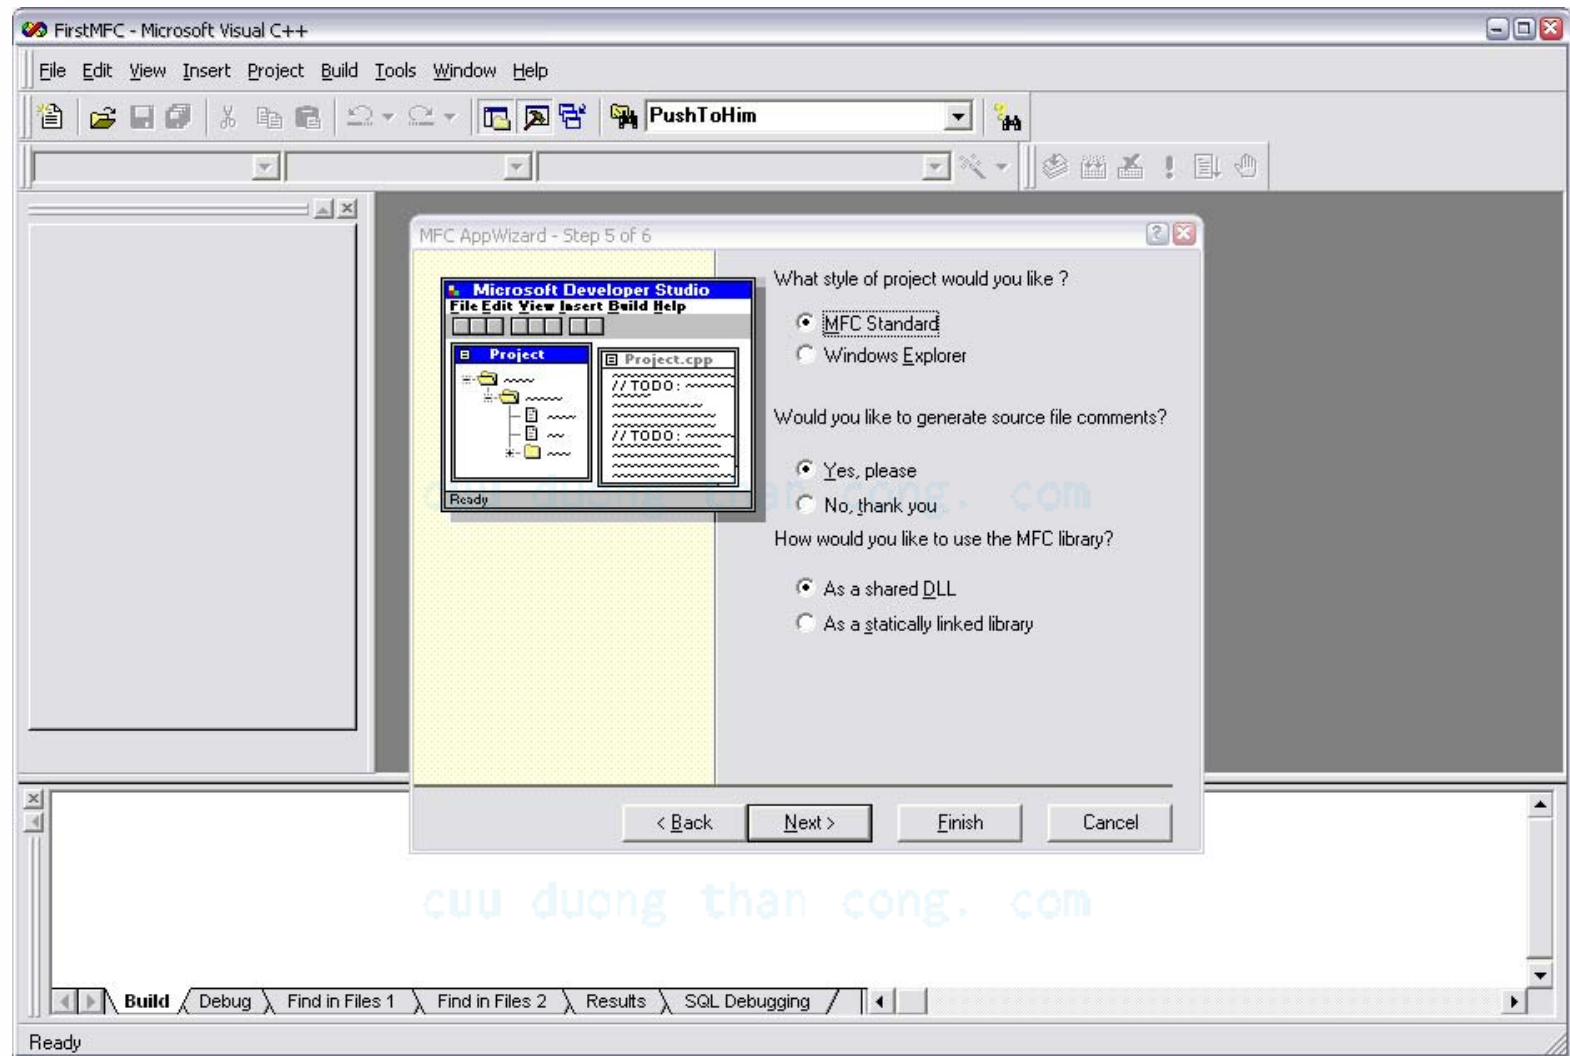 FirstMFC - Microsoft Visual C++
File Edit View Insert Project Build Tools Window Help
PushToHim
MFC AppWizard - Step 5 of 6
Microsoft Developer Studio
File Edit View Insert Build Help
Project
Project.cpp
//TODO:
//TODO:
Ready
What style of project would you like ?
MFC Standard
Windows Explorer
Would you like to generate source file comments?
Yes, please
No, thank you
How would you like to use the MFC library?
As a shared DLL
As a statically linked library
cuu duong than cong. com
< Back Next > Finish Cancel
cuu duong than cong. com
Build Debug Find in Files 1 Find in Files 2 Results SQL Debugging
Ready